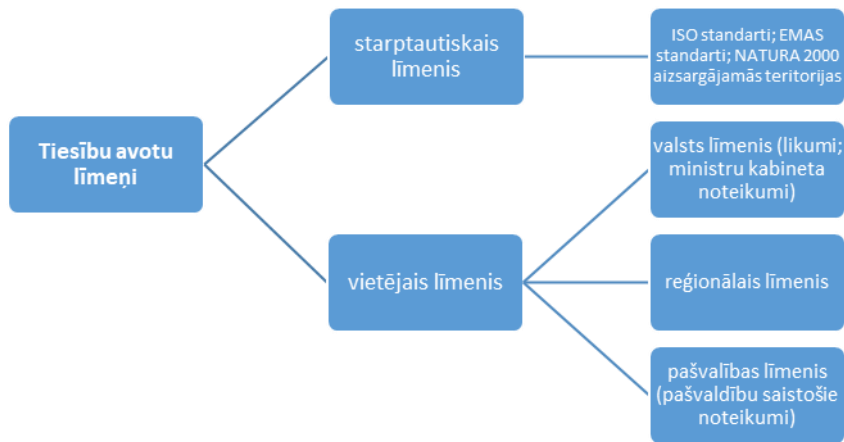 Tiesību avotu
līmeņi
starptautiskais
līmenis
ISO standarti; EMAS
standarti; NATURA 2000
aizsargājamās teritorijas
vietējais līmenis
valsts līmenis (likumi;
ministru kabineta
noteikumi)
reģionālais līmenis
pašvalības līmenis
(pašvaldību saistošie
noteikumi)